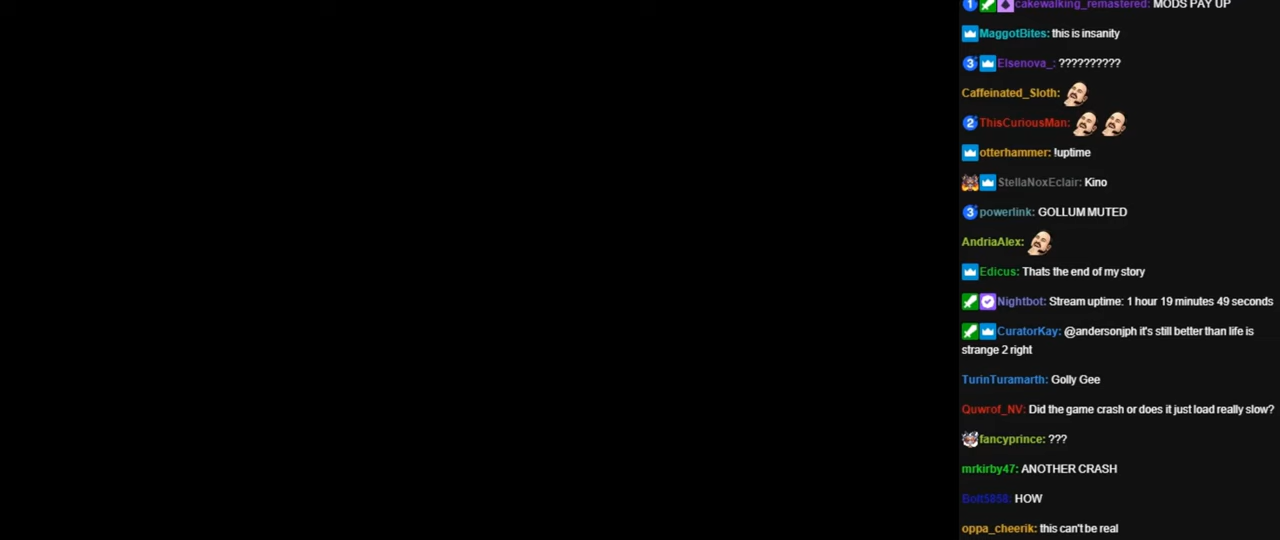 cakewalking_remastered: MODS PAY UP
MaggotBites: this is insanity
3 Elsenova_: ??????????
Caffeinated_Sloth:
2 ThisCuriousMan:
otterhammer: !uptime
StellaNoxEclair: Kino
3 powerlink: GOLLUM MUTED
AndriaAlex:
Edicus: Thats the end of my story
Nightbot: Stream uptime: 1 hour 19 minutes 49 seconds
CuratorKay: @andersonjph it's still better than life is
strange 2 right
TurinTuramarth: Golly Gee
Quwrof_NV: Did the game crash or does it just load really slow?
fancyprince: ???
mrkirby47: ANOTHER CRASH
Bolt5858: HOW
oppa_cheerik: this can't be real